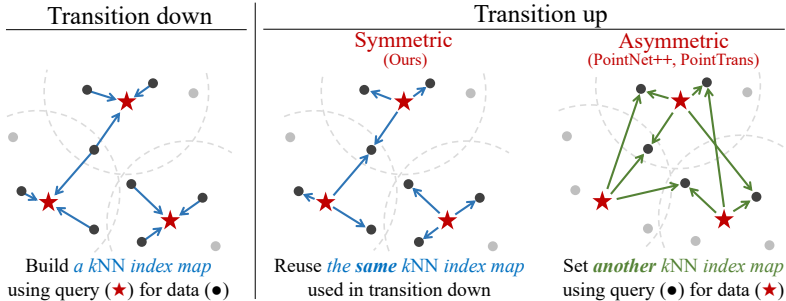 Transition down
Transition up
Symmetric
(Ours)
Asymmetric
(PointNet++, PointTrans)
Build a kNN index map
using query (★) for data (●)
Reuse the same kNN index map
used in transition down
Set another kNN index map
using query (●) for data (★)